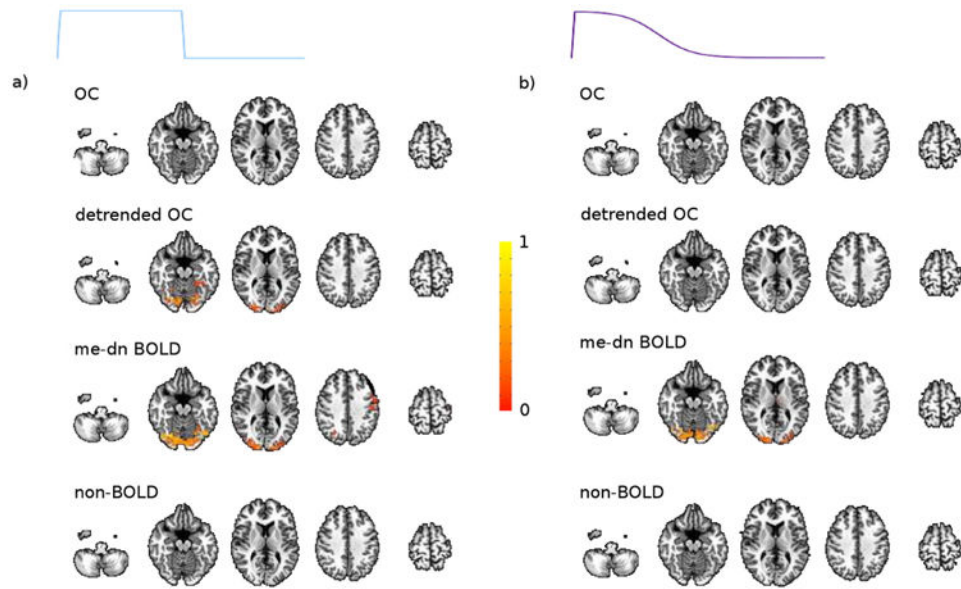 a)
OC
detrended OC
me-dn BOLD
non-BOLD
1
0
b)
OC
detrended OC
me-dn BOLD
non-BOLD